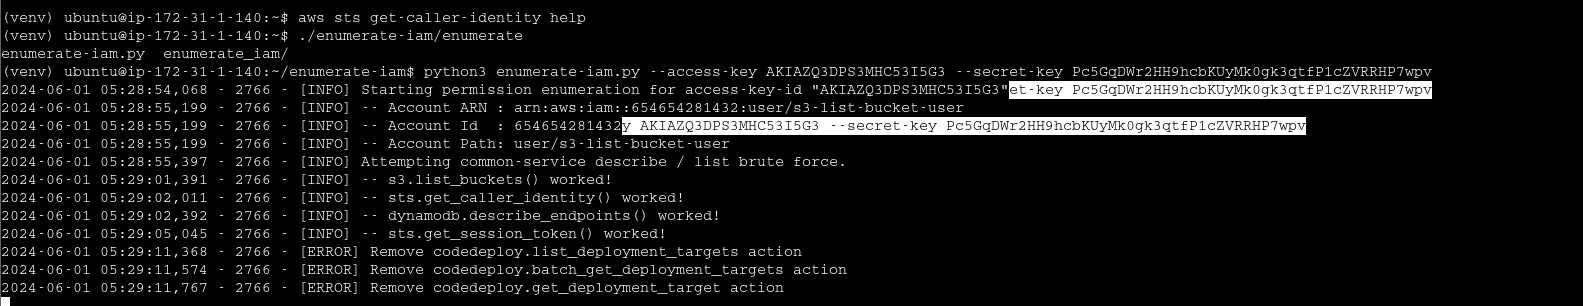 (venv) ubuntu@ip-172-31-1-140:~$ aws sts get-caller-identity help
(venv) ubuntu@ip-172-31-1-140:~$ ./enumerate-iam/enumerate
enumerate-iam.py  enumerate_iam/
(venv) ubuntu@ip-172-31-1-140:~/enumerate-iam$ python3 enumerate-iam.py --access-key AKIAZQ3DPS3MHC53I5G3 --secret-key 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
2024-06-01 05:28:54,068 - 2766 - [INFO] Starting permission enumeration for access-key-id "AKIAZQ3DPS3MHC53I5G3"et-key Pc5GqDWr2HH9hcbKUyMk0gk3qtfP1cZVRRHP7wpv
2024-06-01 05:28:55,199 - 2766 - [INFO] -- Account ARN : arn:aws:iam::654654281432:user/s3-list-bucket-user
2024-06-01 05:28:55,199 - 2766 - [INFO] -- Account Id  : 654654281432y AKIAZQ3DPS3MHC53I5G3 --secret-key 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
2024-06-01 05:28:55,199 - 2766 - [INFO] -- Account Path: user/s3-list-bucket-user
2024-06-01 05:28:55,397 - 2766 - [INFO] Attempting common-service describe / list brute force.
2024-06-01 05:29:01,391 - 2766 - [INFO] -- s3.list_buckets() worked!
2024-06-01 05:29:02,011 - 2766 - [INFO] -- sts.get_caller_identity() worked!
2024-06-01 05:29:02,392 - 2766 - [INFO] -- dynamodb.describe_endpoints() worked!
2024-06-01 05:29:05,045 - 2766 - [INFO] -- sts.get_session_token() worked!
2024-06-01 05:29:11,368 - 2766 - [ERROR] Remove codedeploy.list_deployment_targets action
2024-06-01 05:29:11,574 - 2766 - [ERROR] Remove codedeploy.batch_get_deployment_targets action
2024-06-01 05:29:11,767 - 2766 - [ERROR] Remove codedeploy.get_deployment_target action